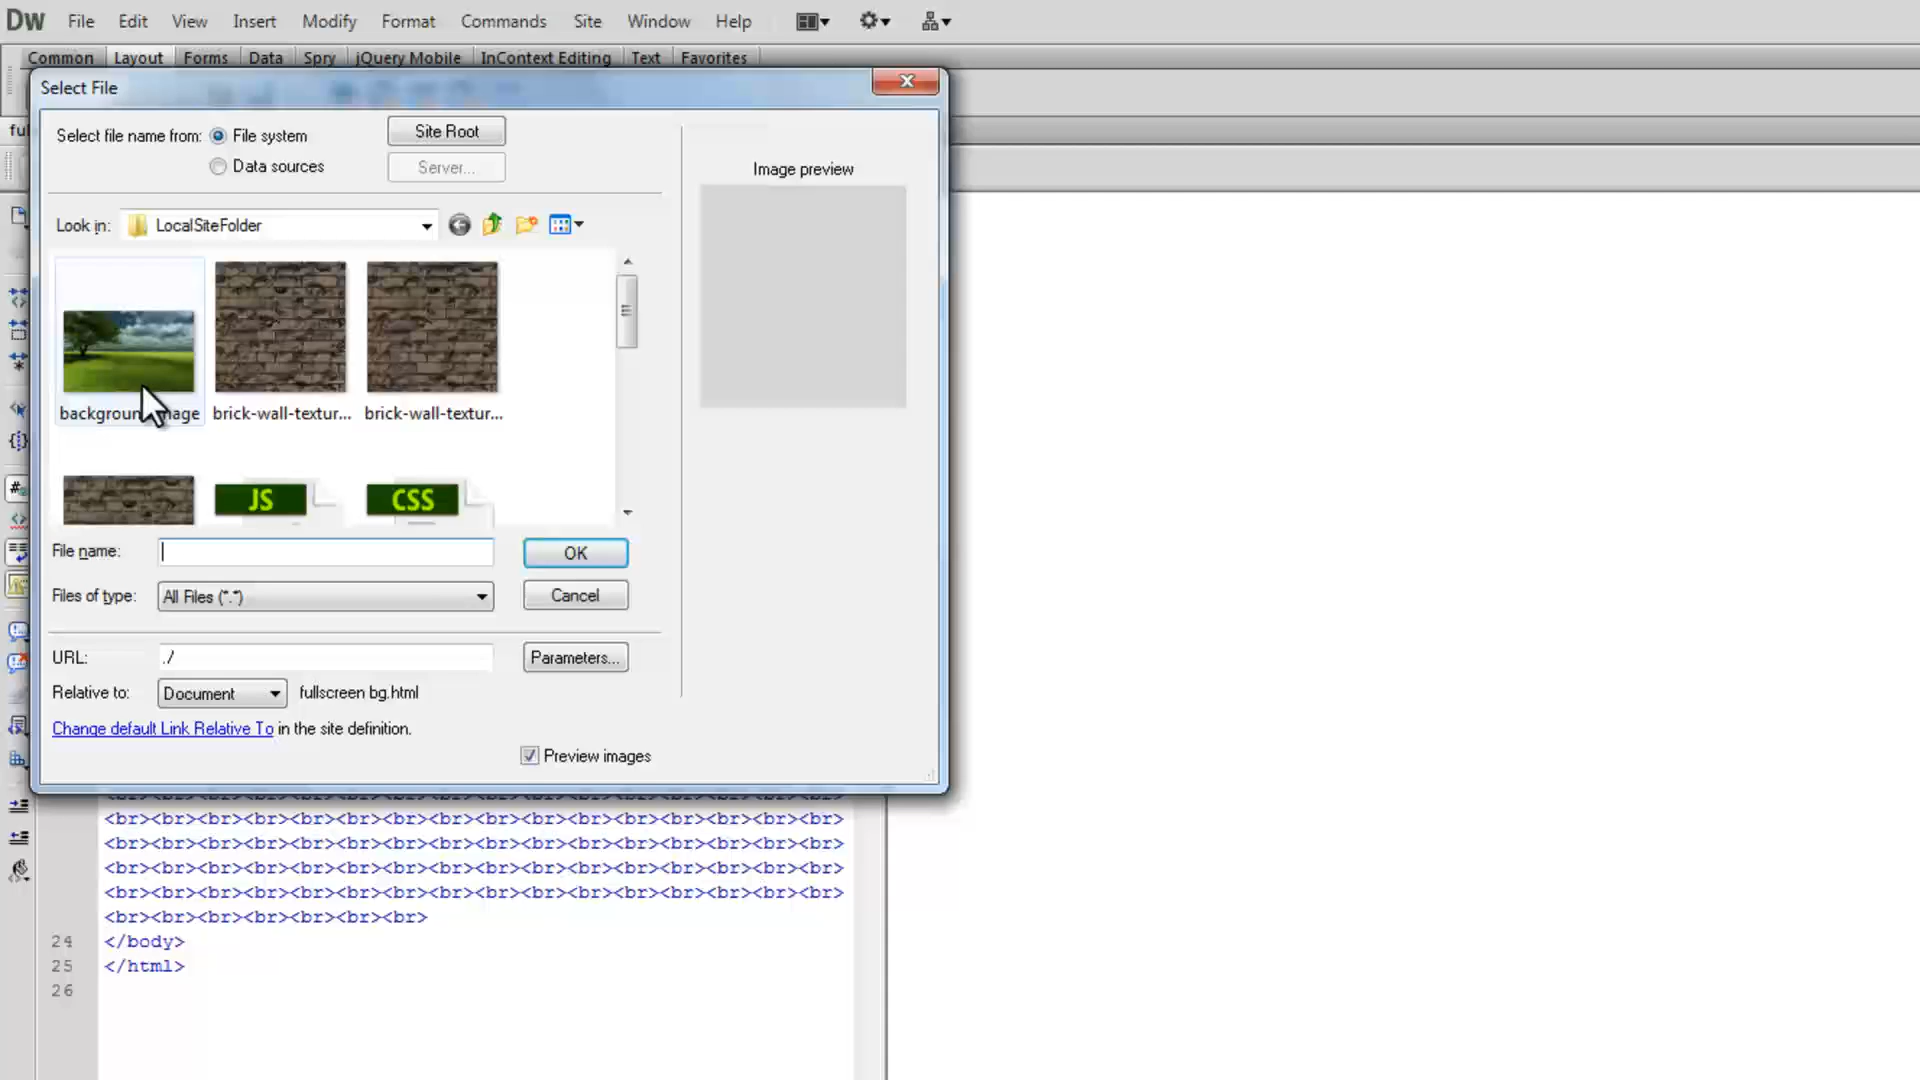 DW File Edit View Insert Modify Format Commands Site Window Help
Common Layout Forms Data Spry jQuery Mobile InContext Editing Text Favorites
Select File
Select file name from: File system Site Root
Data sources Server...
Image preview
Look in: LocalSiteFolder
brick-wall-textur... brick-wall-textur...
JS CSS
File name: OK
Files of type: All Files (*.*) Cancel
URL: ./ Parameters...
Relative to: Document fullscreen bg.html
Change default Link Relative To in the site definition.
Preview images
<br><br><br><br><br><br><br><br><br><br><br><br><br><br><br><br>
<br><br><br><br><br><br><br><br><br><br><br><br><br><br><br><br>
<br><br><br><br><br><br><br><br><br><br><br><br><br><br><br><br>
<br><br><br><br><br><br><br><br><br><br><br><br><br><br><br><br>
<br><br><br><br><br><br><br>
24 </body>
25 </html>
26